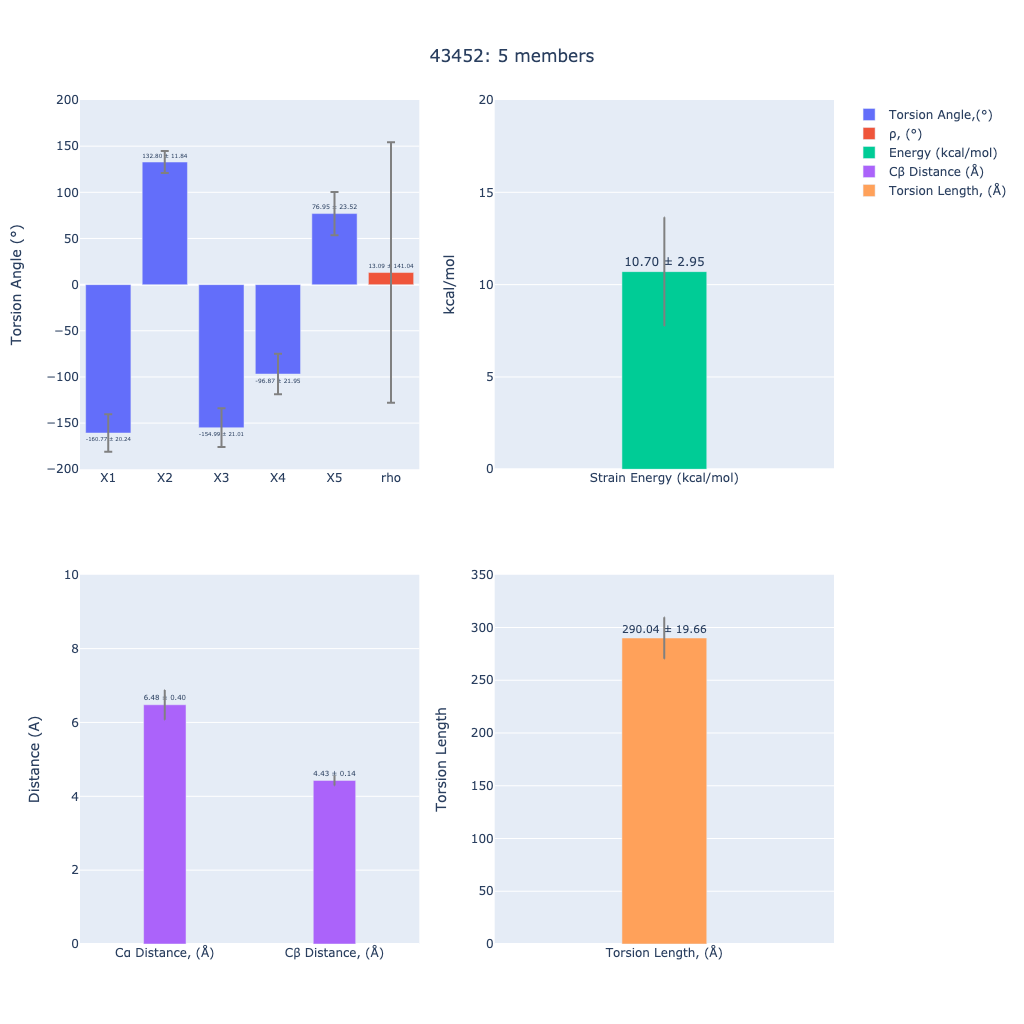 43452: 5 members
Torsion Angle (°)
200
150
100
50
0
−50
−100
−150
−200
-160.77 ± 20.24
132.80 ± 11.84
-154.99 ± 21.01
-96.87 ± 21.95
76.95 ± 23.52
13.09 ± 141.04
X1 X2 X3 X4 X5 rho
kcal/mol
20
15
10
5
0
10.70 ± 2.95
Strain Energy (kcal/mol)
Torsion Angle,(°)
ρ, (°)
Energy (kcal/mol)
Cβ Distance (Å)
Torsion Length, (Å)
Distance (A)
10
8
6
4
2
0
6.48 ± 0.40
4.43 ± 0.14
Cα Distance, (Å) Cβ Distance, (Å)
Torsion Length
350
300
250
200
150
100
50
0
290.04 ± 19.66
Torsion Length, (Å)